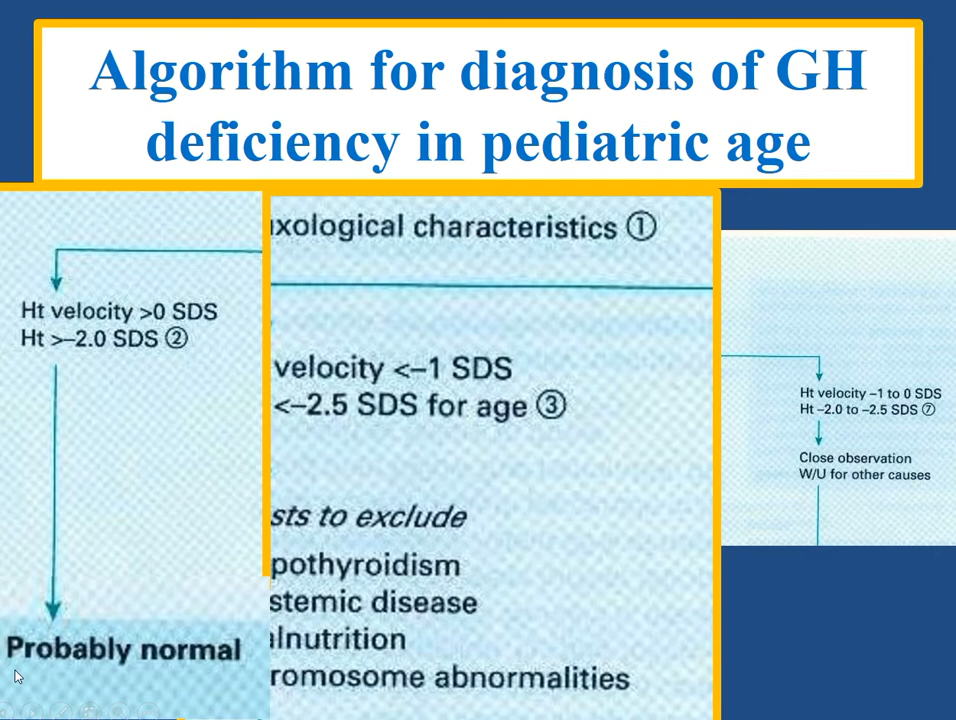 Algorithm for diagnosis of GH
deficiency in pediatric age
Ht velocity >0 SDS
Ht >–2.0 SDS ②
Probably normal
xological characteristics ①
velocity <–1 SDS
<–2.5 SDS for age ③
sts to exclude
pothyroidism
stemic disease
alnutrition
romosome abnormalities
Ht velocity –1 to 0 SDS
Ht –2.0 to –2.5 SDS ⑦
Close observation
W/U for other causes